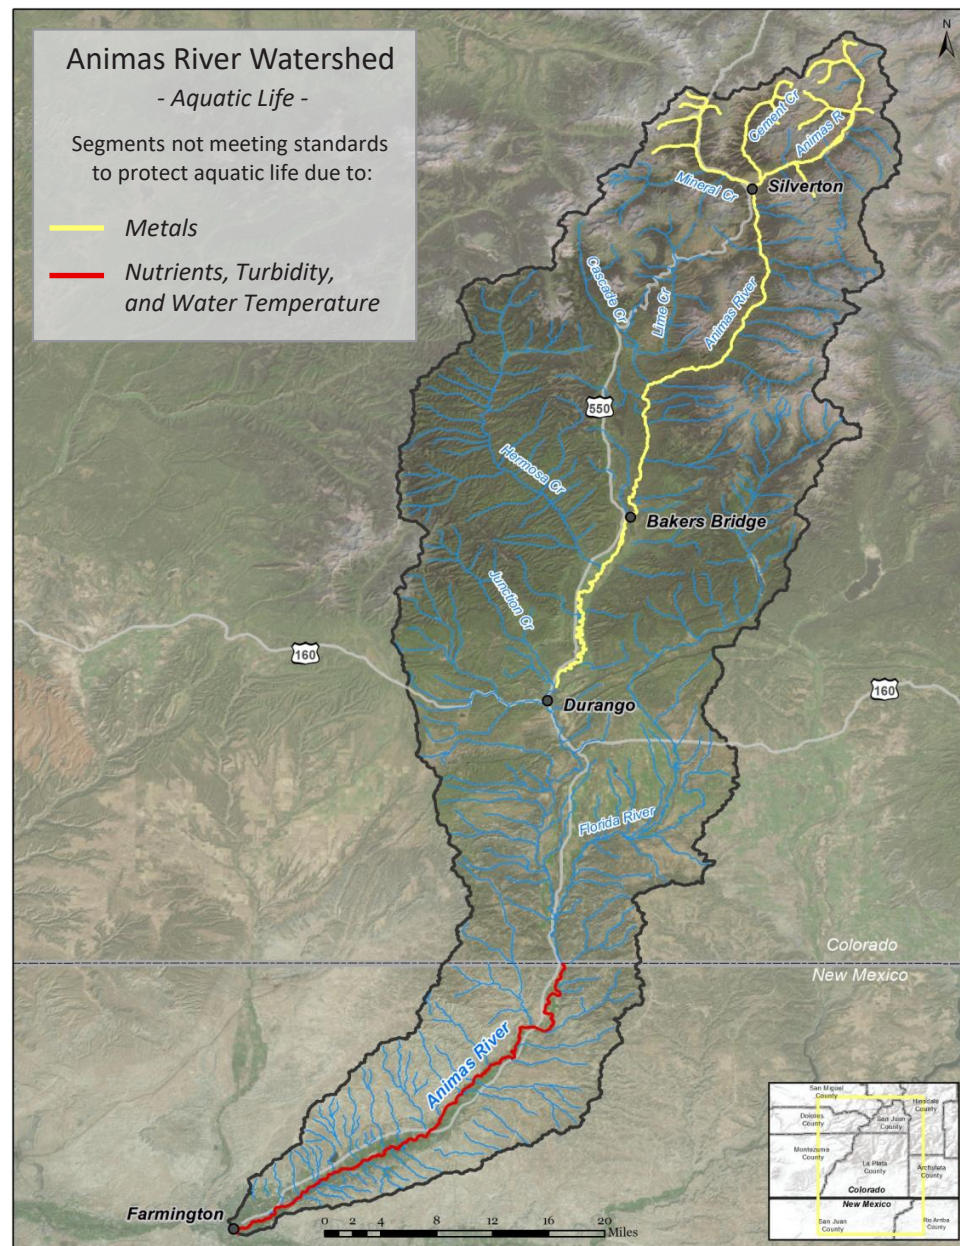 Animas River Watershed
- Aquatic Life -
Segments not meeting standards
to protect aquatic life due to:
Metals
Nutrients, Turbidity,
and Water Temperature
N
Cement Cr
Animas R
Mineral Cr
Silverton
Cascade Cr
Lime Cr
Animas River
550
Hermosa Cr
Bakers Bridge
Junction Cr
160
160
Durango
Florida River
Colorado
New Mexico
Animas River
Farmington
0 2 4 8 12 16 20
Miles
San Miguel
County
Hinsdale
County
Dolores
County
San Juan
County
Montezuma
County
La Plata
County
Archuleta
County
Colorado
New Mexico
San Juan
County
Rio Arriba
County